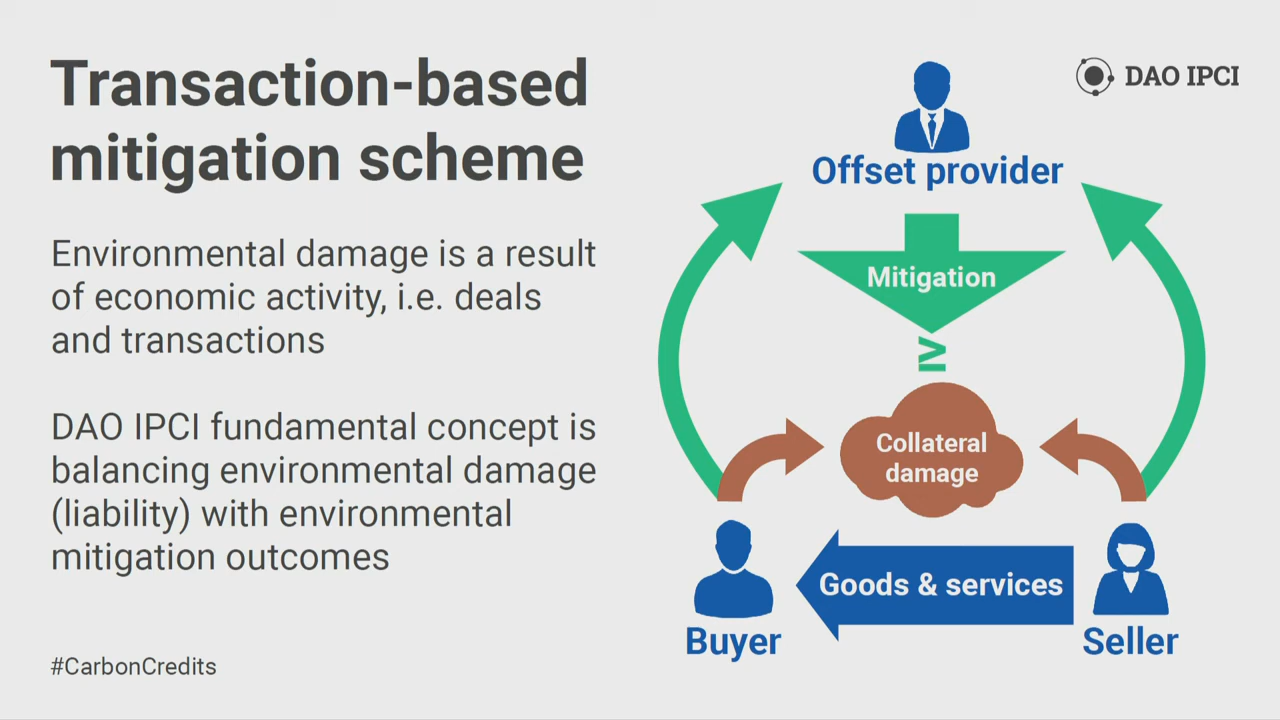 Transaction-based
mitigation scheme
Environmental damage is a result
of economic activity, i.e. deals
and transactions
DAO IPCI fundamental concept is
balancing environmental damage
(liability) with environmental
mitigation outcomes
#CarbonCredits
DAO IPCI
Offset provider
Mitigation
≥
Collateral
damage
Goods & services
Buyer
Seller